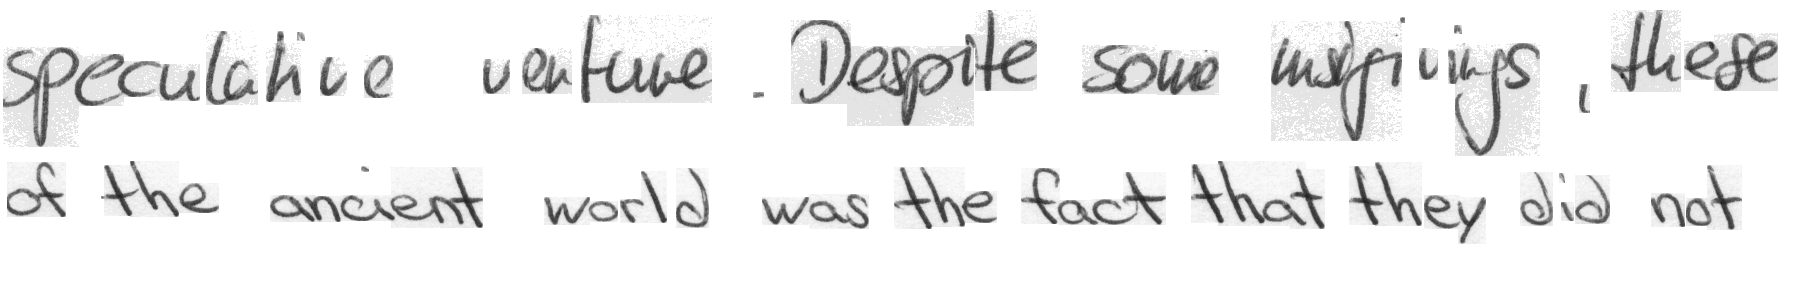 speculative venture. Despite some misgivings, these
of the ancient world was the fact that they did not